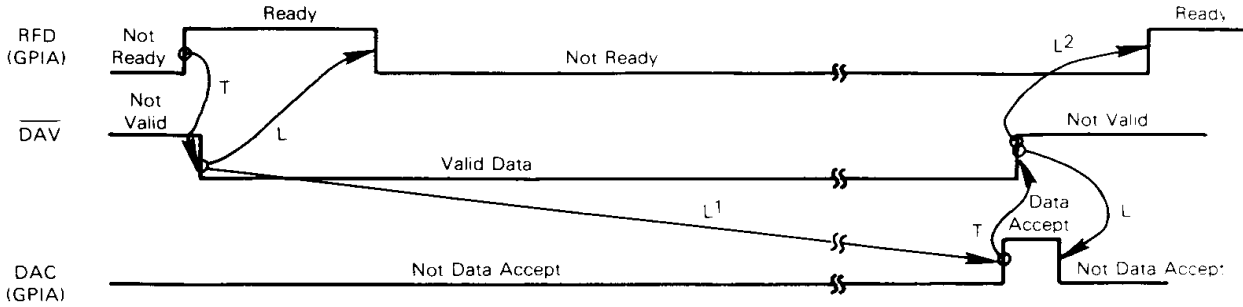 RFD
(GPIA)
Not
Ready
Ready
Not Ready
Ready
T
L
L2
DAV
Not
Valid
Valid Data
Not Valid
L1
T
Data
Accept
L
DAC
(GPIA)
Not Data Accept
Not Data Accept